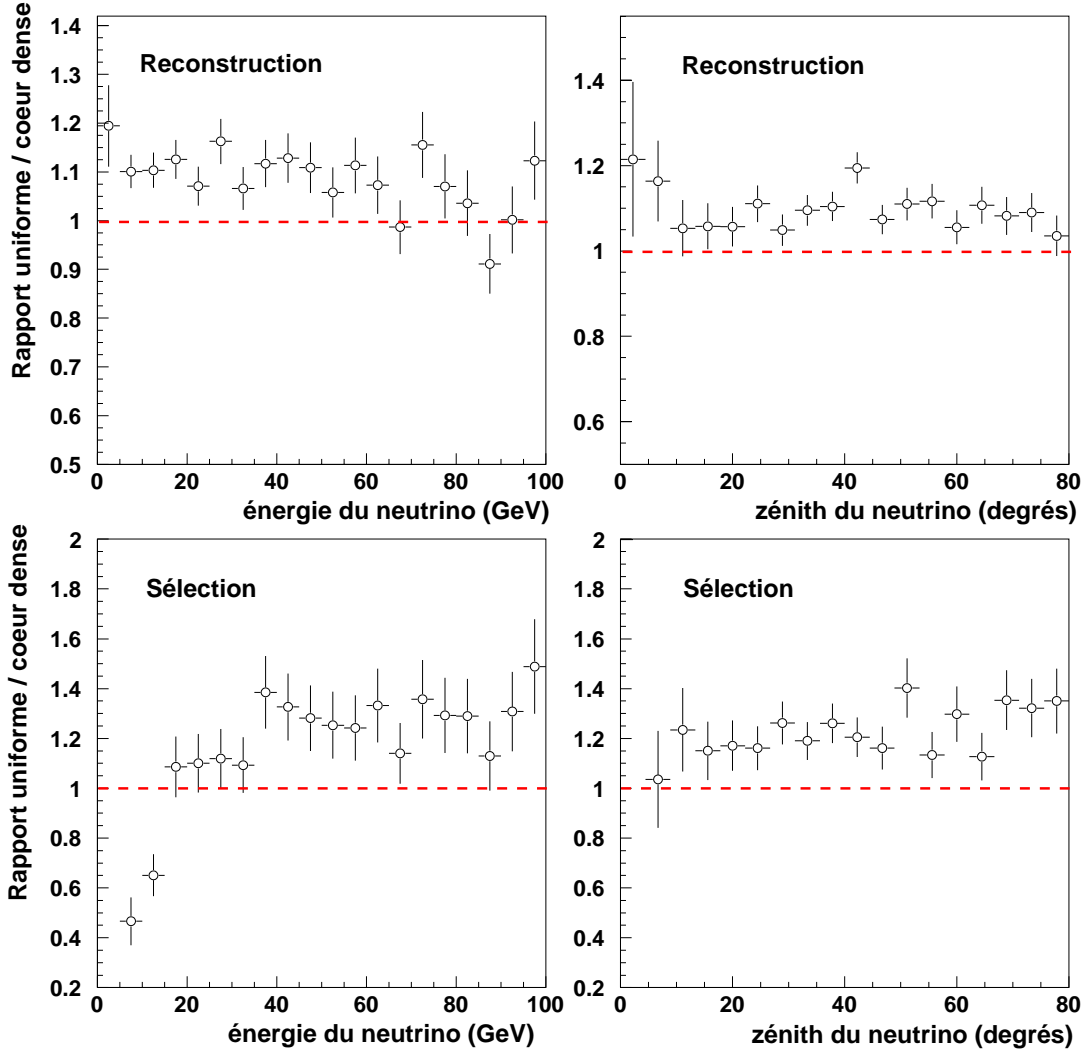 Rapport uniforme / coeur dense
1.4
1.3
1.2
1.1
1
0.9
0.8
0.7
0.6
0.5
Reconstruction
0 20 40 60 80 100
énergie du neutrino (GeV)
1.4
1.2
1
0.8
0.6
Reconstruction
0 20 40 60 80
zénith du neutrino (degrés)
Rapport uniforme / coeur dense
2
1.8
1.6
1.4
1.2
1
0.8
0.6
0.4
0.2
Sélection
0 20 40 60 80 100
énergie du neutrino (GeV)
2
1.8
1.6
1.4
1.2
1
0.8
0.6
0.4
0.2
Sélection
0 20 40 60 80
zénith du neutrino (degrés)